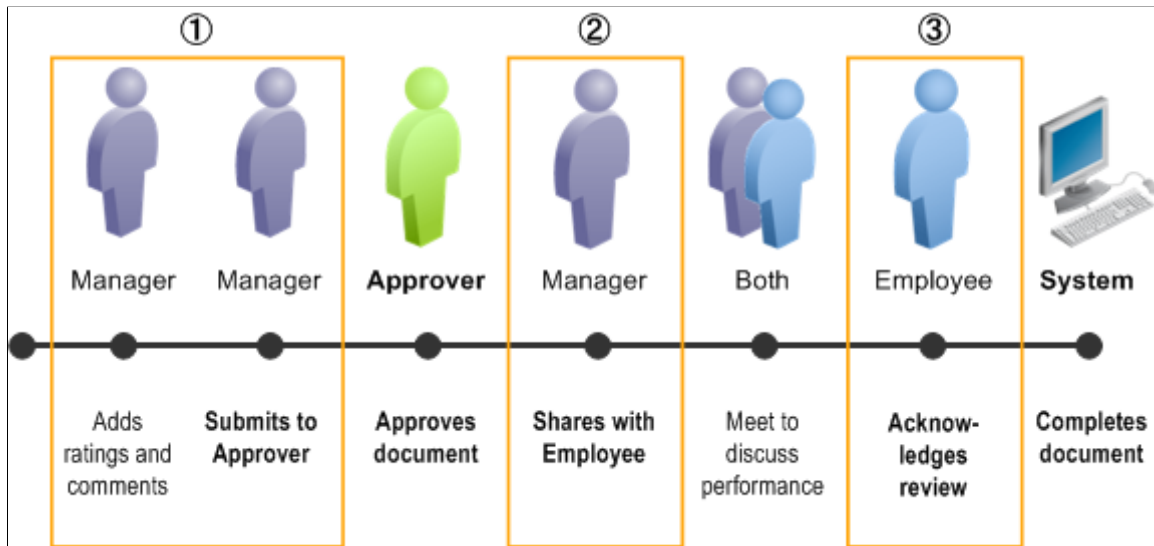 ① ② ③
Manager Manager Approver Manager Both Employee System
Adds
ratings and
comments
Submits to
Approver
Approves
document
Shares with
Employee
Meet to
discuss
performance
Acknow-
ledges
review
Completes
document